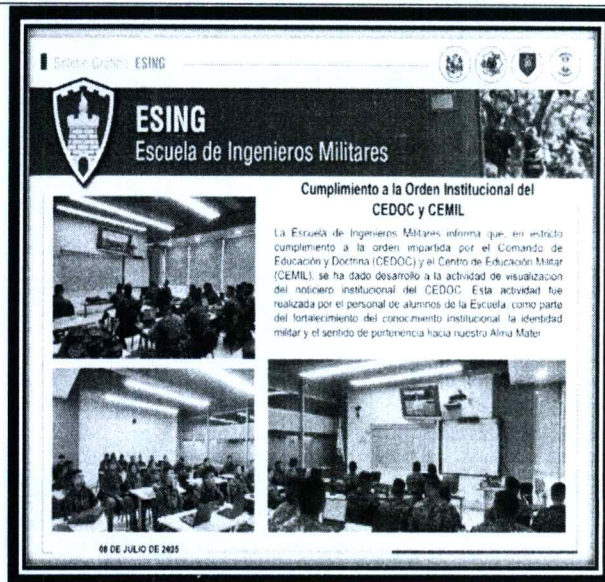 Boletín Gráfico ESING
ESING
Escuela de Ingenieros Militares
Cumplimiento a la Orden Institucional del
CEDOC y CEMIL
La Escuela de Ingenieros Militares informa que, en estricto
cumplimiento a la orden impartida por el Comando de
Educación y Doctrina (CEDOC) y el Centro de Educación Militar
(CEMIL), se ha dado desarrollo a la actividad de visualización
del noticiero institucional del CEDOC. Esta actividad fue
realizada por el personal de alumnos de la Escuela, como parte
del fortalecimiento del conocimiento institucional, la identidad
militar y el sentido de pertenencia hacia nuestra Alma Mater
08 DE JULIO DE 2025